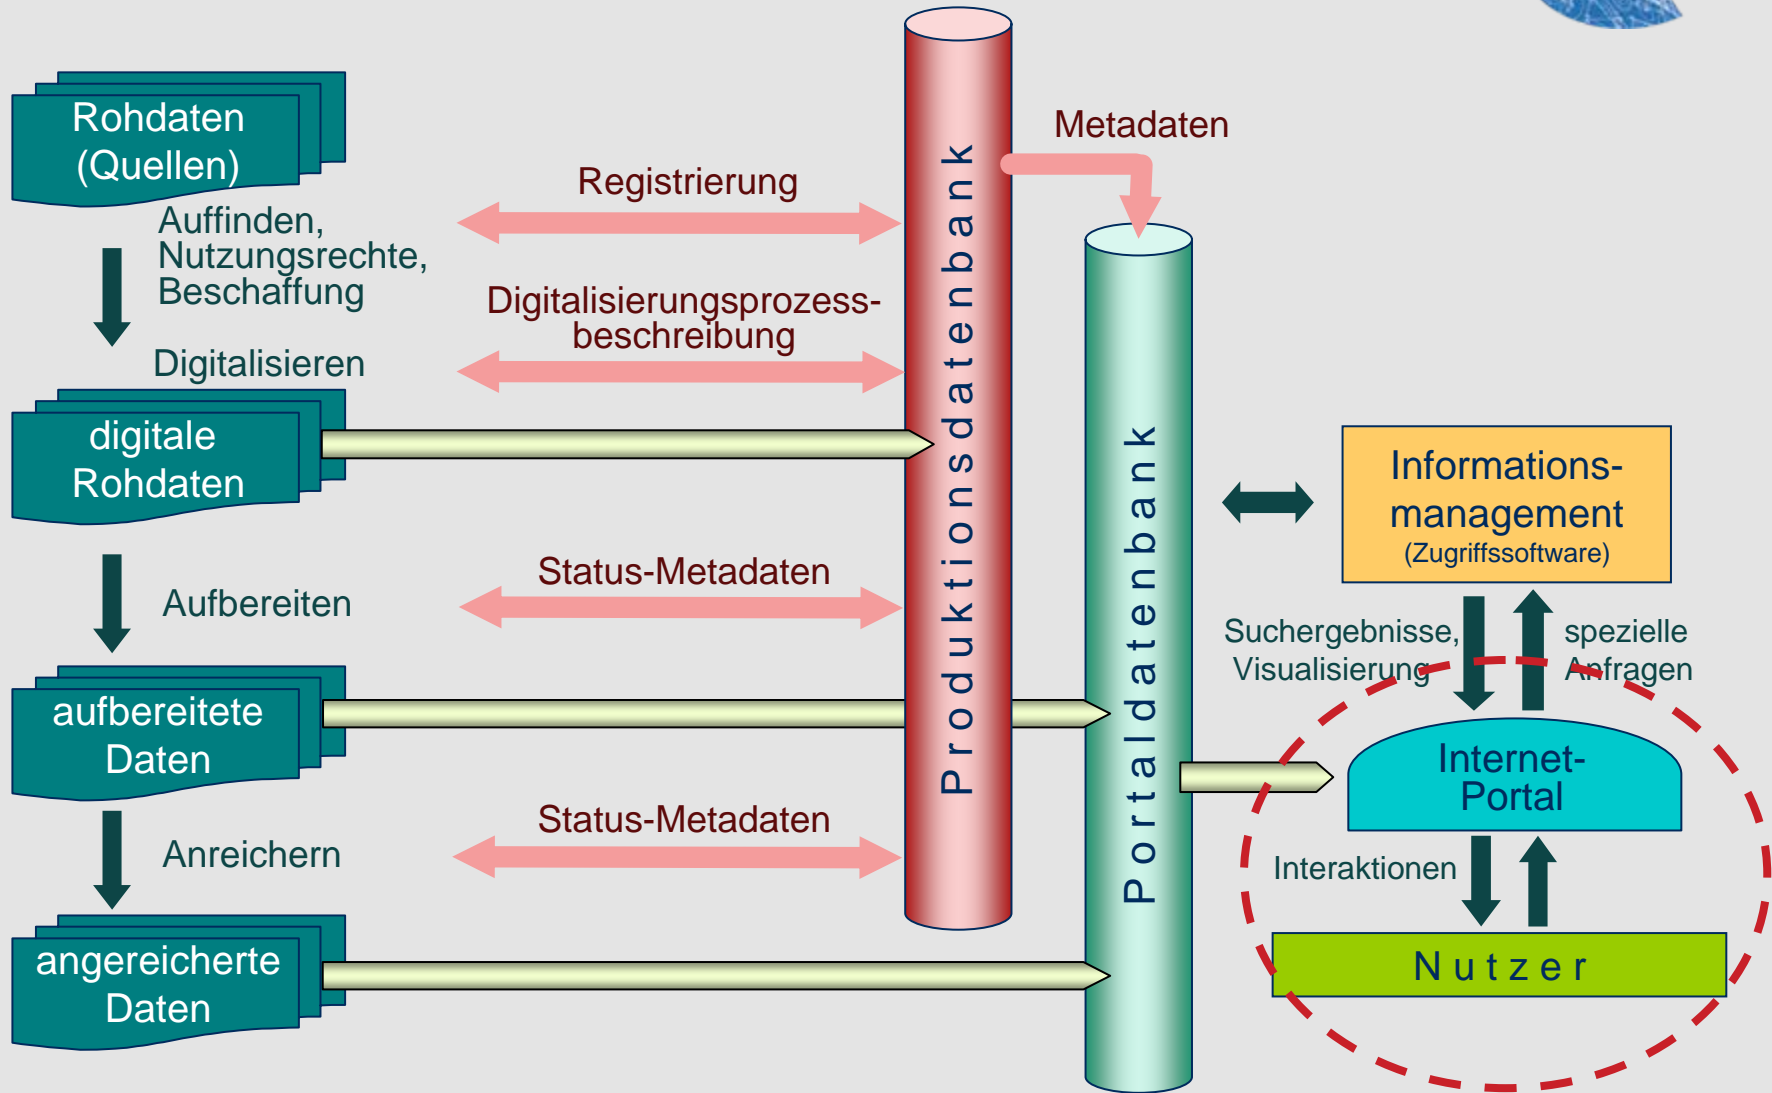 Rohdaten
(Quellen)
Auffinden,
Nutzungsrechte,
Beschaffung
Registrierung
Digitalisierungsprozess-
beschreibung
Digitalisieren
digitale
Rohdaten
Aufbereiten
Status-Metadaten
aufbereitete
Daten
Anreichern
Status-Metadaten
angereicherte
Daten
Produktionsdatenbank
Metadaten
Portaldatenbank
Informations-
management
(Zugriffssoftware)
Suchergebnisse,
Visualisierung
spezielle
Anfragen
Internet-
Portal
Interaktionen
Nutzer